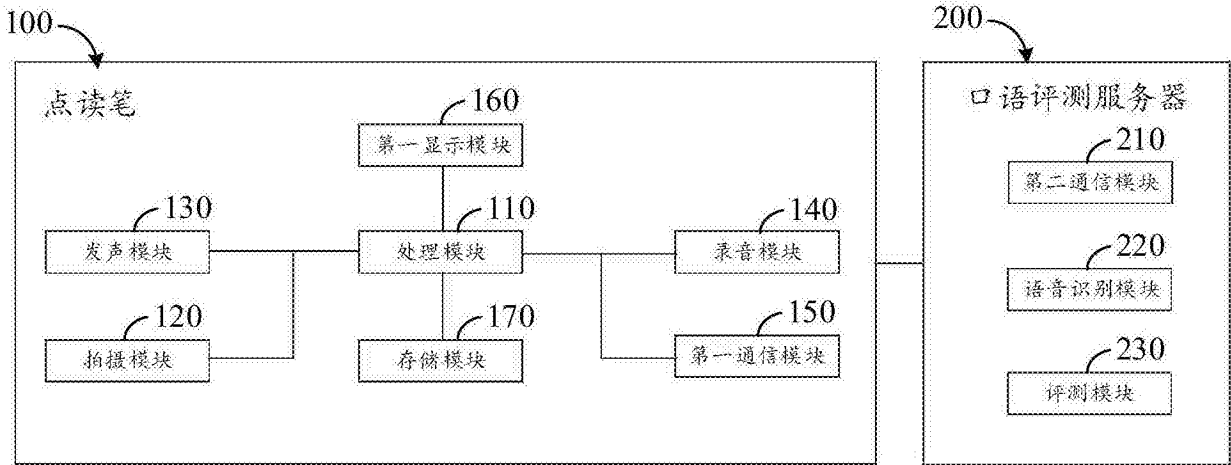 100
200
点读笔
口语评测服务器
160
第一显示模块
210
第二通信模块
130
发声模块
110
处理模块
140
录音模块
220
语音识别模块
120
拍摄模块
170
存储模块
150
第一通信模块
230
评测模块